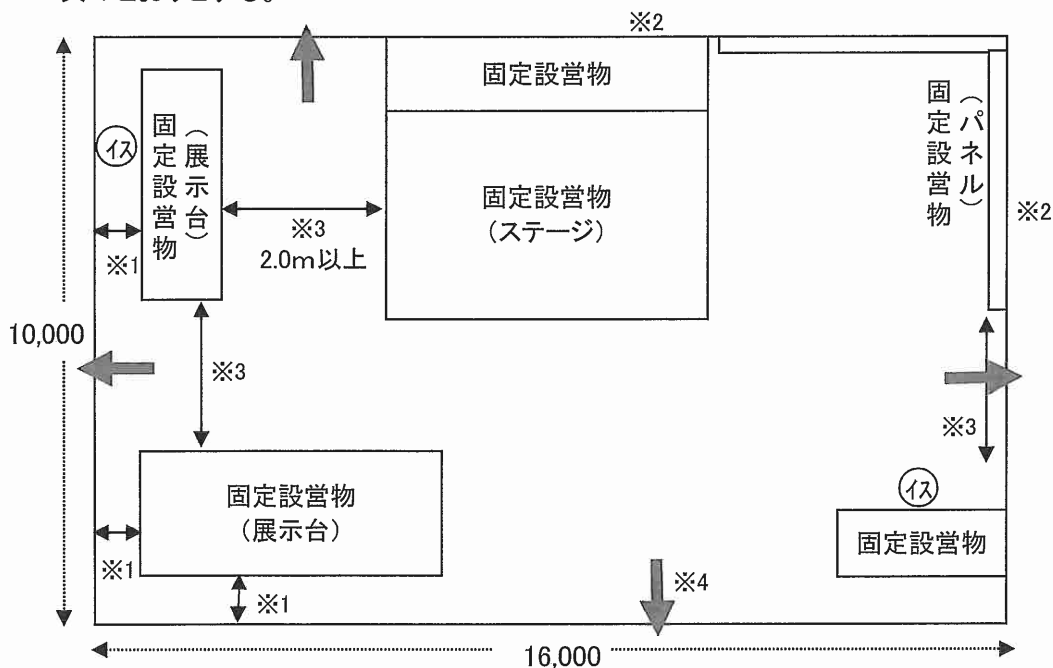 ※2
固定設営物
固定設営物
(ステージ)
イス
固定設営物
(展示台)
※1
※3
2.0m以上
固定設営物
(パネル)
※2
10,000
※3
※3
イス
固定設営物
(展示台)
固定設営物
※1
※1
※4
16,000